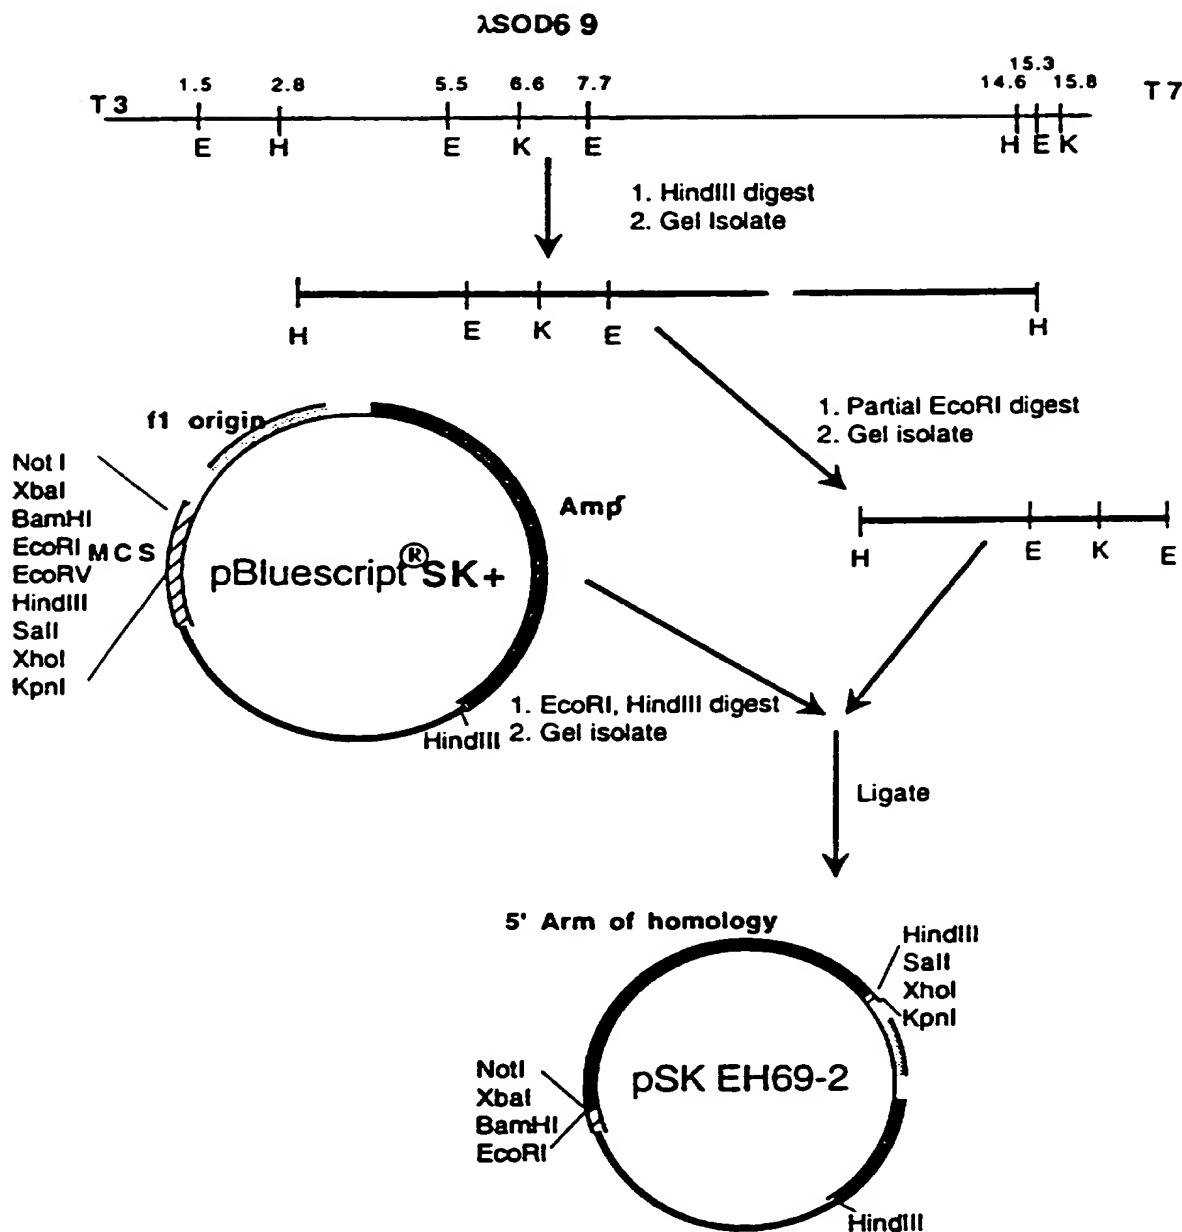 λSOD6 9
15.3
1.5 2.8 5.5 6.6 7.7 14.6 15.8
T3 T7
E H E K E H E K
1. HindIII digest
2. Gel Isolate
H E K E H
1. Partial EcoRI digest
2. Gel isolate
f1 origin
Not I
XbaI
BamHI
EcoRI
EcoRV
HindIII
SalI
XhoI
KpnI
MCS
pBluescript® SK+
Ampr
H E K E
HindIII
1. EcoRI, HindIII digest
2. Gel isolate
Ligate
5' Arm of homology
HindIII
SalI
XhoI
KpnI
NotI
XbaI
BamHI
EcoRI
pSK EH69-2
HindIII